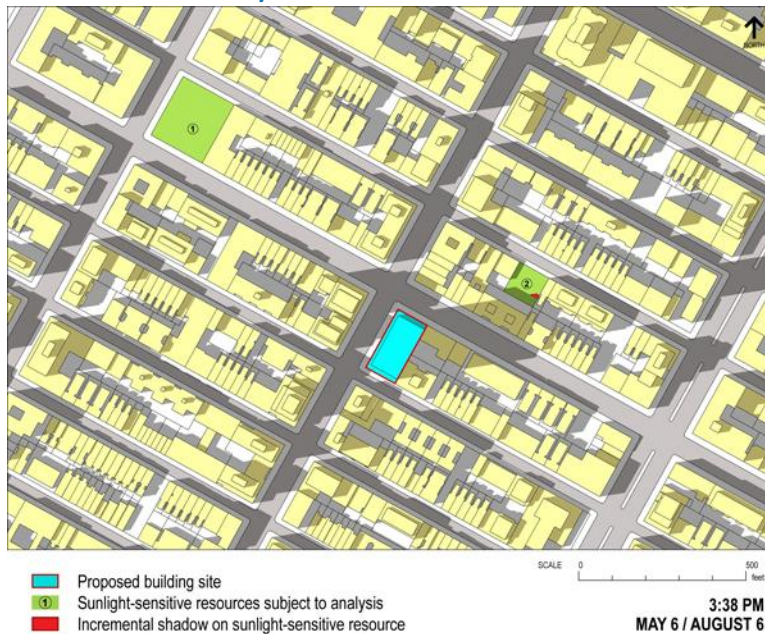 NORTH
①
②
SCALE 0 500
feet
Proposed building site
① Sunlight-sensitive resources subject to analysis
Incremental shadow on sunlight-sensitive resource
3:38 PM
MAY 6 / AUGUST 6